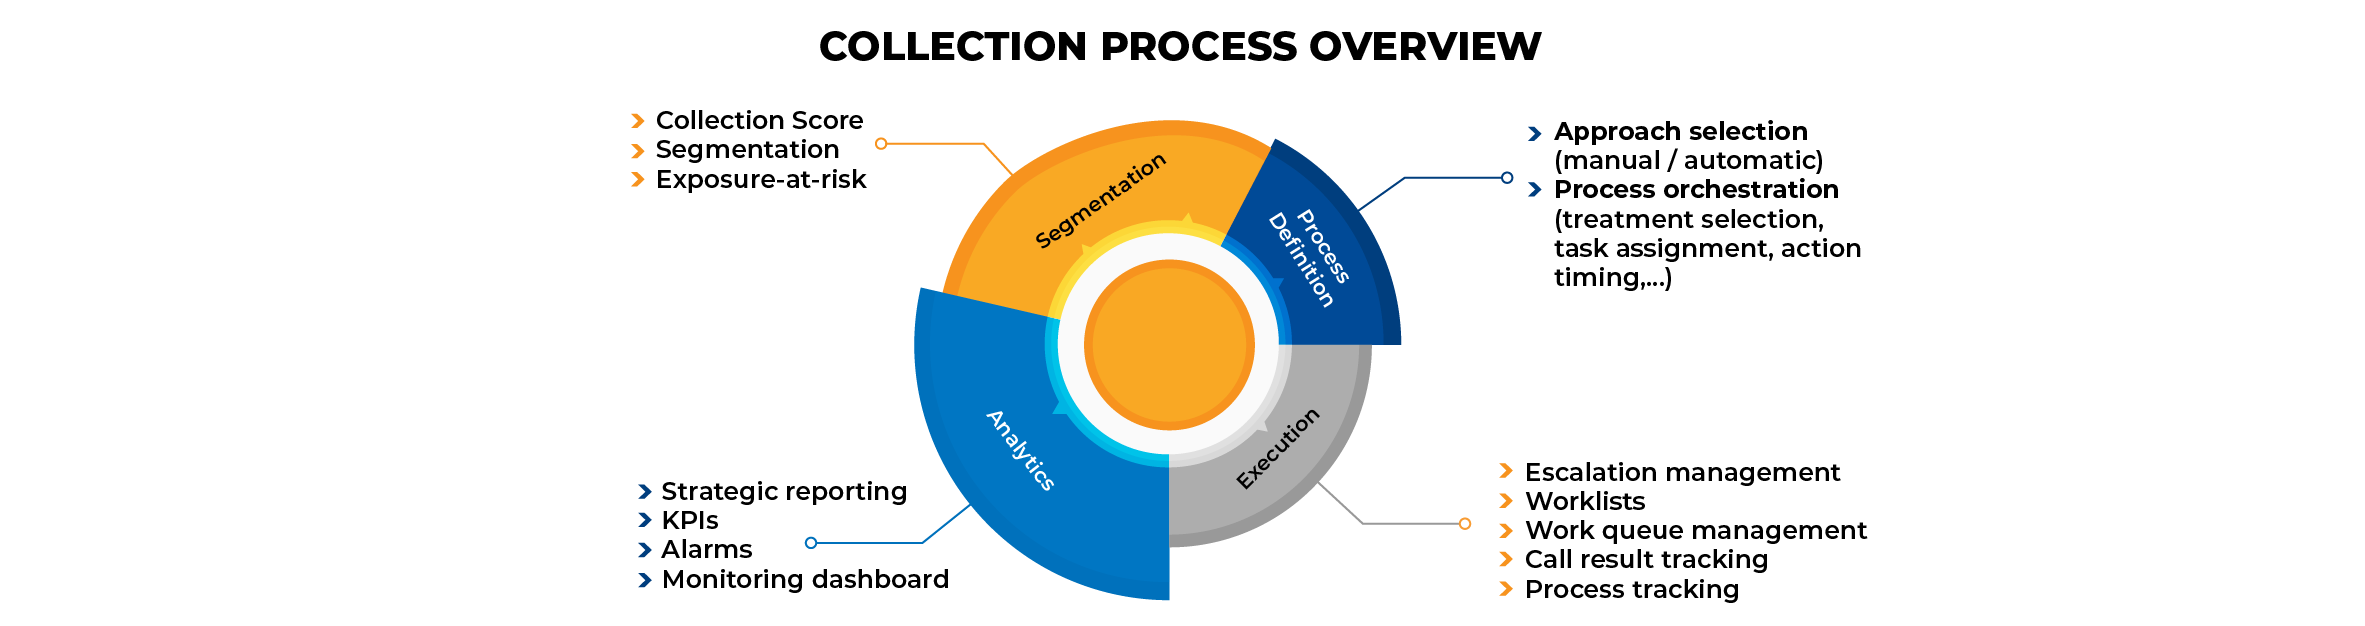 COLLECTION PROCESS OVERVIEW
Collection Score
Segmentation
Exposure-at-risk
Segmentation
Process
Definition
Approach selection
(manual / automatic)
Process orchestration
(treatment selection,
task assignment, action
timing,...)
Analytics
Strategic reporting
KPIs
Alarms
Monitoring dashboard
Execution
Escalation management
Worklists
Work queue management
Call result tracking
Process tracking